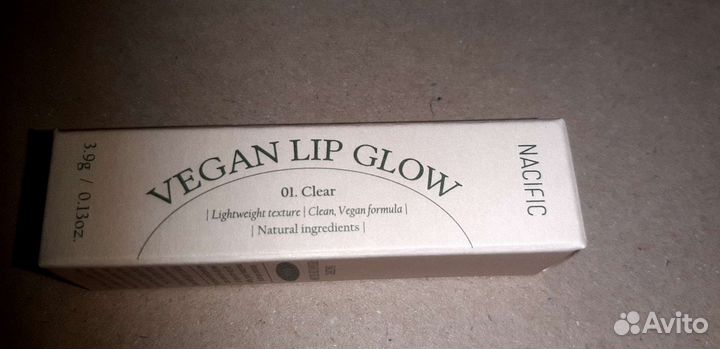 VEGAN LIP GLOW
01. Clear
| Lightweight texture | Clean, Vegan formula |
| Natural ingredients |
NACIFIC
3.9g / 0.13oz.
Avito